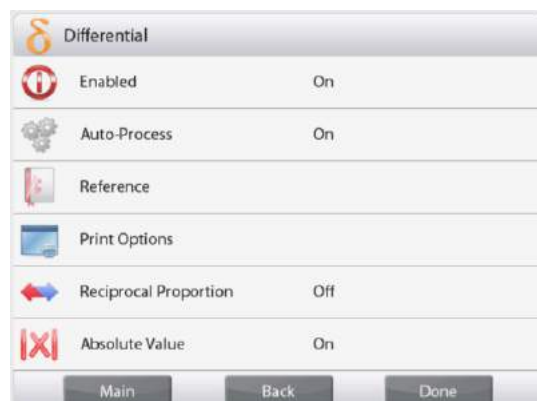 δ Differential
Enabled On
Auto-Process On
Reference
Print Options
Reciprocal Proportion Off
|X| Absolute Value On
Main Back Done